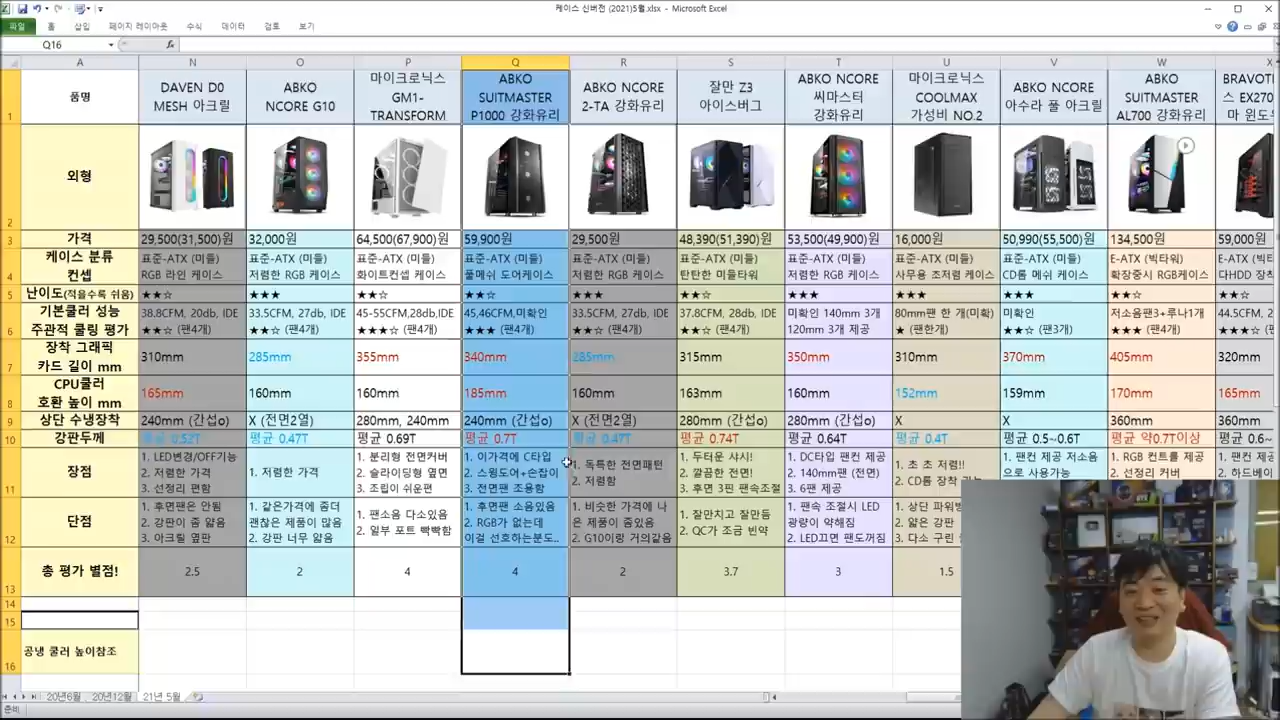 케이스 신버전 (2021)5월.xlsx - Microsoft Excel
파일 홈 삽입 페이지 레이아웃 수식 데이터 검토 보기
Q16 fx
A N O P Q R S T U V W X
1 품명 DAVEN D0 MESH 아크릴 ABKO NCORE G10 마이크로닉스 GM1-TRANSFORM ABKO SUITMASTER P1000 강화유리 ABKO NCORE 2-TA 강화유리 잘만 Z3 아이스버그 ABKO NCORE 씨마스터 강화유리 마이크로닉스 COOLMAX 가성비 NO.2 ABKO NCORE 아수라 풀 아크릴 ABKO SUITMASTER AL700 강화유리 BRAVOT 스 EX270 마 윈도
2 외형
3 가격 29,500(31,500)원 32,000원 64,500(67,900)원 59,900원 29,500원 48,390(51,390)원 53,500(49,900)원 16,000원 50,990(55,500)원 134,500원 59,000원
4 케이스 분류 표준-ATX (미들) 표준-ATX (미들) 표준-ATX (미들) 표준-ATX (미들) 표준-ATX (미들) 표준-ATX (미들) 표준-ATX (미들) 표준-ATX (미들) 표준-ATX (미들) E-ATX (빅타워) E-ATX (빅타
컨셉 RGB 라인 케이스 저렴한 RGB 케이스 화이트컨셉 케이스 풀메쉬 도어케이스 저렴한 RGB 케이스 탄탄한 미들타워 저렴한 RGB 케이스 사무용 초저렴 케이스 CD롬 메쉬 케이스 확장중시 RGB케이스 다HDD 장착
5 난이도(적을수록 쉬움) ★★☆ ★★★ ★★☆ ★★☆ ★★★ ★★☆ ★★★ ★★★ ★★★ ★★☆ ★★☆
6 기본쿨러 성능 38.8CFM, 20db, IDE 33.5CFM, 27db, IDE 45-55CFM,28db,IDE 45,46CFM,미확인 33.5CFM, 27db, IDE 37.8CFM, 28db, IDE 미확인 140mm 3개 80mm팬 한 개(미확) 미확인 저소음팬3+루나1개 44.5CFM, 2
주관적 쿨링 평가 ★★☆ (팬4개) ★★☆ (팬4개) ★★★☆ (팬4개) ★★★ (팬4개) ★★☆ (팬4개) ★★☆ (팬4개) 120mm 3개 제공 ★ (팬한개) ★★☆ (팬3개) ★★★ (팬4개) ★★★☆ (
7 장착 그래픽 카드 길이 mm 310mm 285mm 355mm 340mm 285mm 315mm 350mm 310mm 370mm 405mm 320mm
8 CPU쿨러 호환 높이 mm 165mm 160mm 160mm 185mm 160mm 163mm 160mm 152mm 159mm 170mm 165mm
9 상단 수냉장착 240mm (간섭o) X (전면2열) 280mm, 240mm 240mm (간섭o) X (전면2열) 280mm (간섭o) 280mm (간섭o) X X 360mm 360mm
10 강판두께 평균 0.52T 평균 0.47T 평균 0.69T 평균 0.7T 평균 0.47T 평균 0.74T 평균 0.64T 평균 0.4T 평균 0.5~0.6T 평균 약0.7T이상 평균 0.6~
11 장점 1. LED변경/OFF기능 1. 저렴한 가격 1. 분리형 전면커버 1. 이가격에 C타입 1. 독특한 전면패턴 1. 두터운 샤시! 1. DC타입 팬컨 제공 1. 초 초 저렴!! 1. 팬컨 제공 저소음 1. RGB 컨트롤 제공 1. 다양한
2. 저렴한 가격 2. 슬라이딩형 옆면 2. 스윙도어+손잡이 2. 저렴함 2. 깔끔한 전면! 2. 140mm팬 (전면) 2. CD롬 장착 가능 으로 사용가능 2. 선정리 커버 2. 하드베이
3. 선정리 편함 3. 조립이 쉬운편 3. 전면팬 조용함 3. 후면 3핀 팬속조절 3. 6팬 제공
12 단점 1. 후면팬은 안됨 1. 같은가격에 좀더 1. 팬소음 다소있음 1. 후면팬 소음있음 1. 비슷한 가격에 나 1. 잘만치고 잘만듬 1. 팬속 조절시 LED 1. 상단 파워방
2. 강판이 좀 얇음 괜찮은 제품이 많음 2. 일부 포트 빡빡함 2. RGB가 없는데 은 제품이 좀있음 2. QC가 조금 빈약 광량이 약해짐 2. 얇은 강판
3. 아크릴 옆판 2. 강판 너무 얇음 이걸 선호하는분도.. 2. G10이랑 거의같음 2. LED끄면 팬도꺼짐 3. 다소 구린
13 총 평가 별점! 2.5 2 4 4 2 3.7 3 1.5
14
15
16 공냉 쿨러 높이참조
20년6월 20년12월 21년 5월
준비